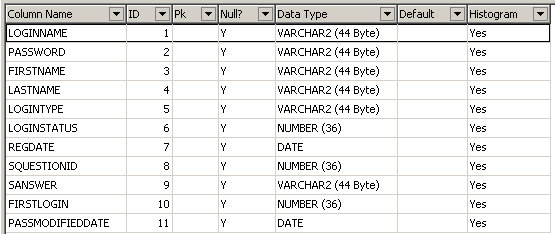 Column Name ID Pk Null? Data Type Default Histogram
LOGINNAME 1 Y VARCHAR2 (44 Byte) Yes
PASSWORD 2 Y VARCHAR2 (44 Byte) Yes
FIRSTNAME 3 Y VARCHAR2 (44 Byte) Yes
LASTNAME 4 Y VARCHAR2 (44 Byte) Yes
LOGINTYPE 5 Y VARCHAR2 (44 Byte) Yes
LOGINSTATUS 6 Y NUMBER (36) Yes
REGDATE 7 Y DATE Yes
SQUESTIONID 8 Y NUMBER (36) Yes
SANSWER 9 Y VARCHAR2 (44 Byte) Yes
FIRSTLOGIN 10 Y NUMBER (36) Yes
PASSMODIFIEDDATE 11 Y DATE Yes